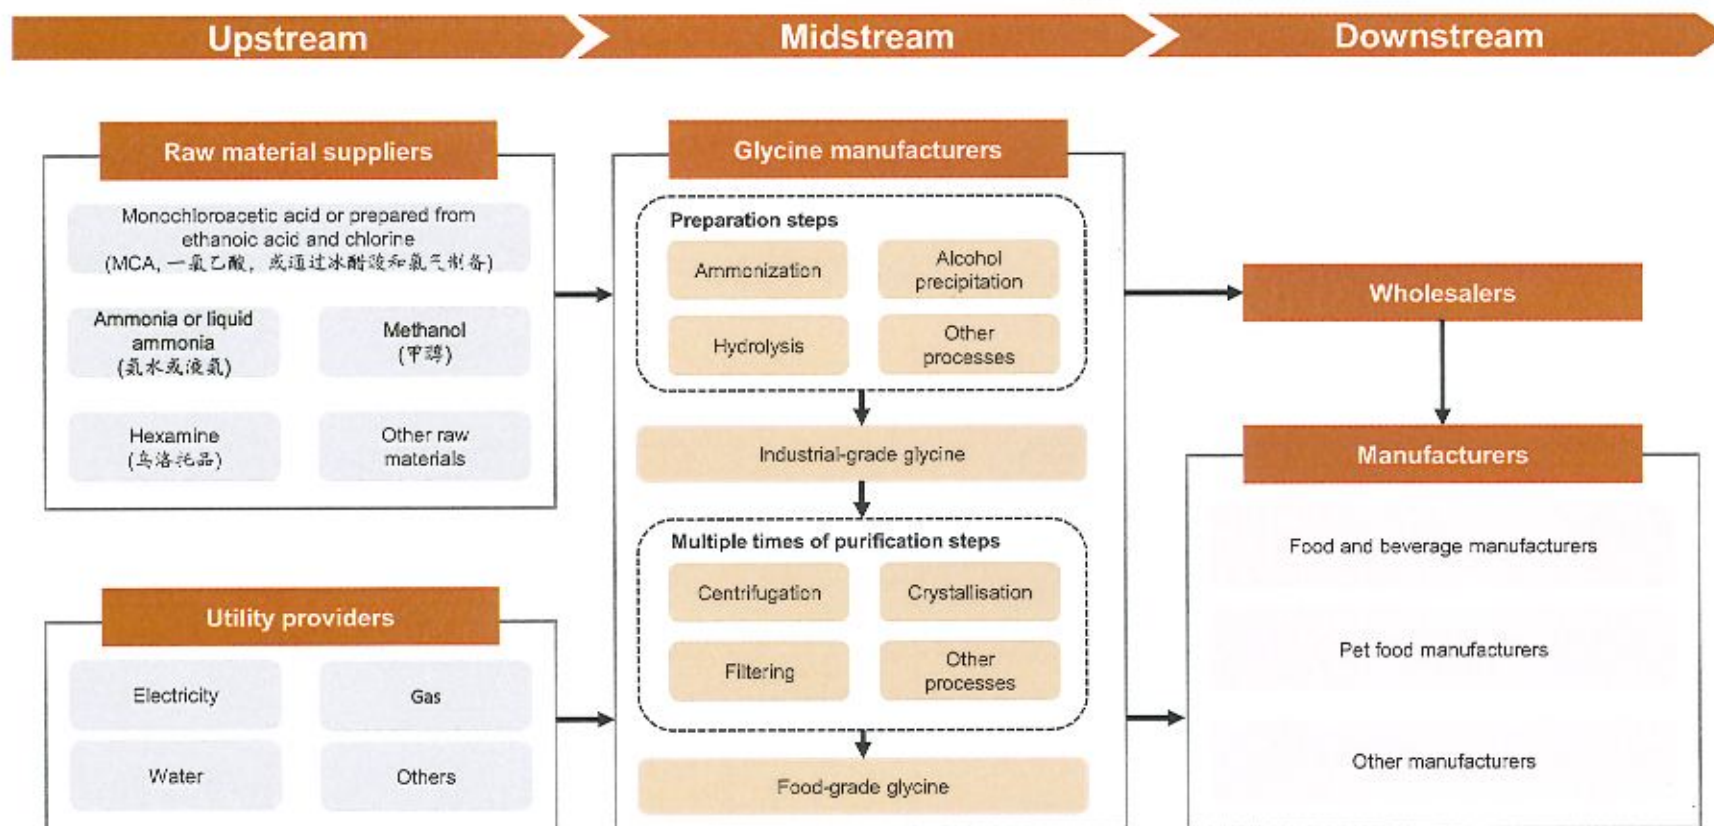 Upstream
Midstream
Downstream
Raw material suppliers
Monochloroacetic acid or prepared from
ethanoic acid and chlorine
(MCA, 一氯乙酸，或通过冰醋酸和氯气制备)
Ammonia or liquid
ammonia
(氨水或液氨)
Methanol
(甲醇)
Hexamine
(乌洛托品)
Other raw
materials
Utility providers
Electricity
Gas
Water
Others
Glycine manufacturers
Preparation steps
Ammonization
Alcohol
precipitation
Hydrolysis
Other
processes
Industrial-grade glycine
Multiple times of purification steps
Centrifugation
Crystallisation
Filtering
Other
processes
Food-grade glycine
Wholesalers
Manufacturers
Food and beverage manufacturers
Pet food manufacturers
Other manufacturers